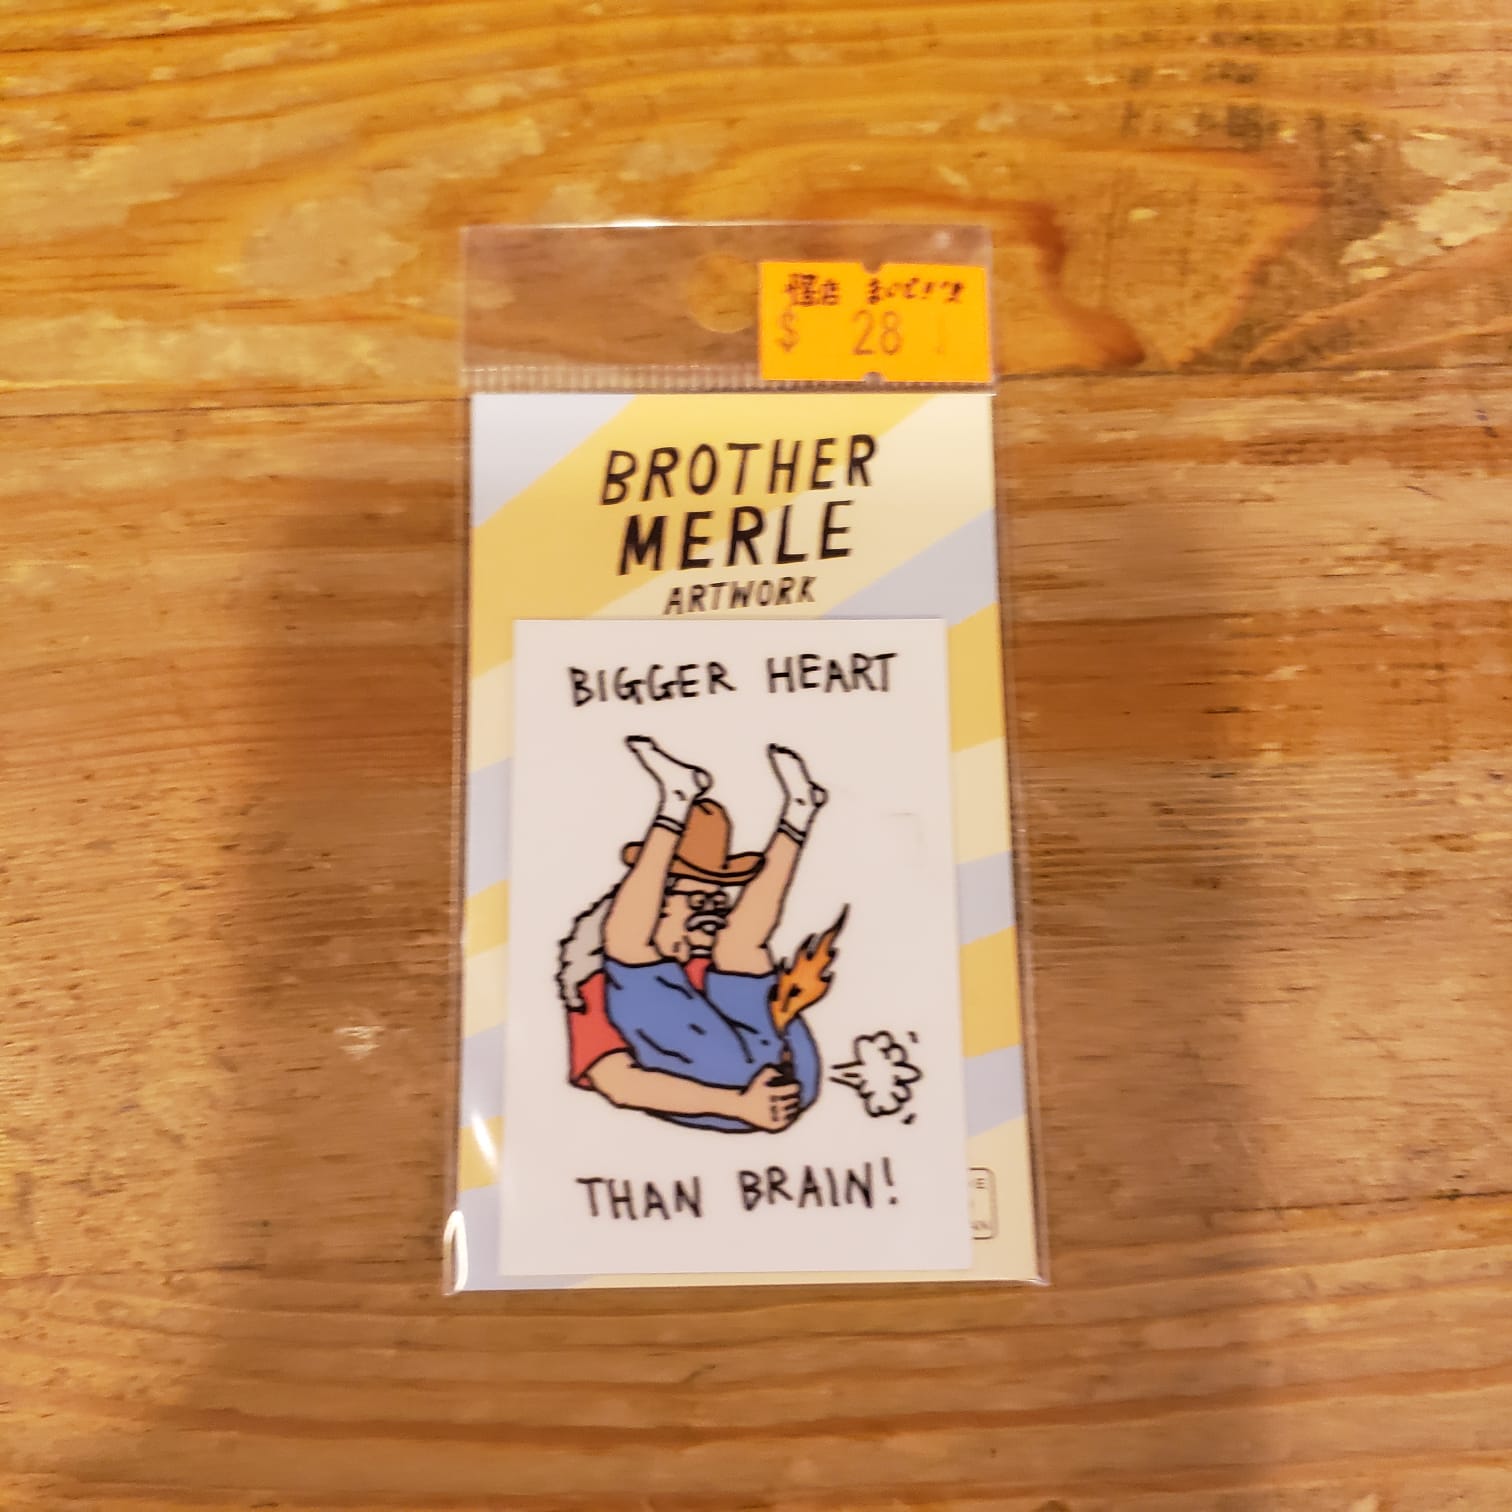 $ 28
BROTHER
MERLE
ARTWORK
BIGGER HEART
THAN BRAIN!